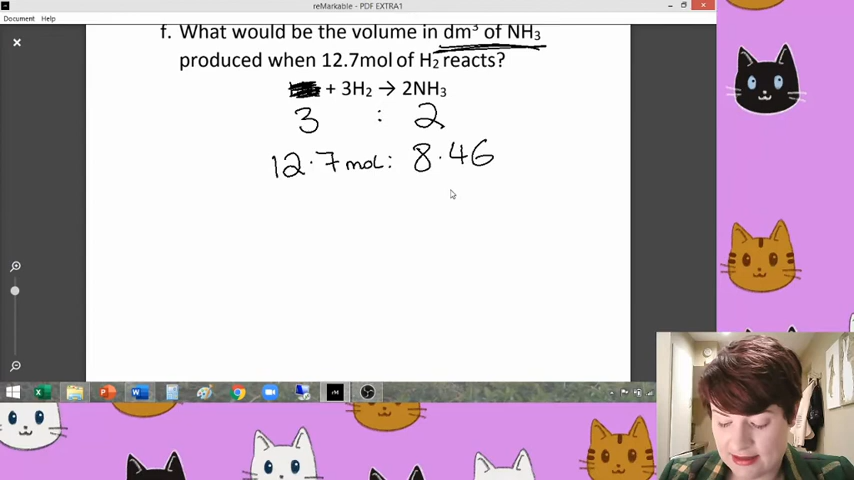 reMarkable - PDF EXTRA1
Document Help
f. What would be the volume in dm³ of NH₃
produced when 12.7mol of H₂ reacts?
+ 3H₂ → 2NH₃
3 : 2
12.7 mol : 8.46